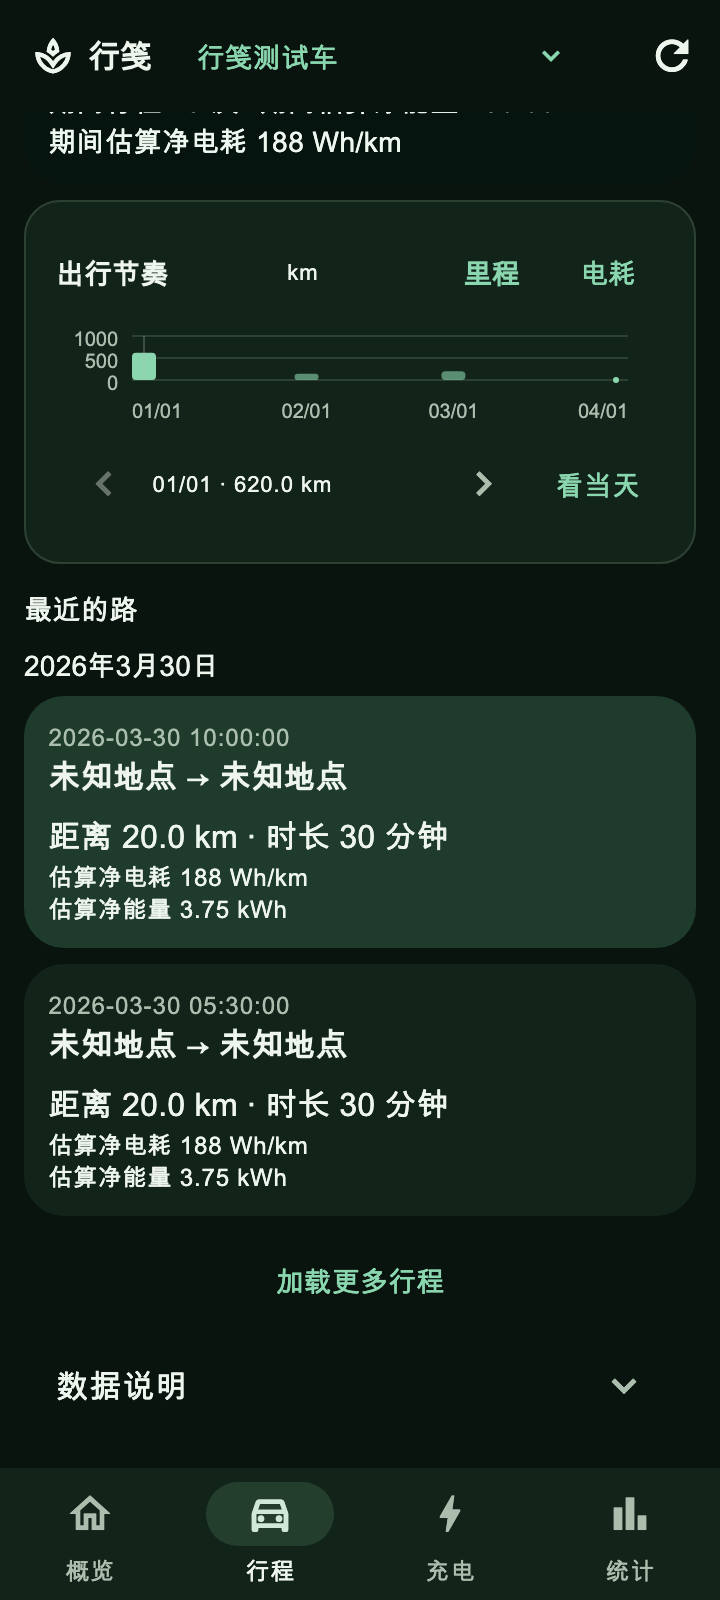 行笺 行笺测试车
期间估算净电耗 188 Wh/km
出行节奏 km 里程 电耗
1000
500
0
01/01 02/01 03/01 04/01
01/01 · 620.0 km 看当天
最近的路
2026年3月30日
2026-03-30 10:00:00
未知地点 → 未知地点
距离 20.0 km · 时长 30 分钟
估算净电耗 188 Wh/km
估算净能量 3.75 kWh
2026-03-30 05:30:00
未知地点 → 未知地点
距离 20.0 km · 时长 30 分钟
估算净电耗 188 Wh/km
估算净能量 3.75 kWh
加载更多行程
数据说明
概览 行程 充电 统计